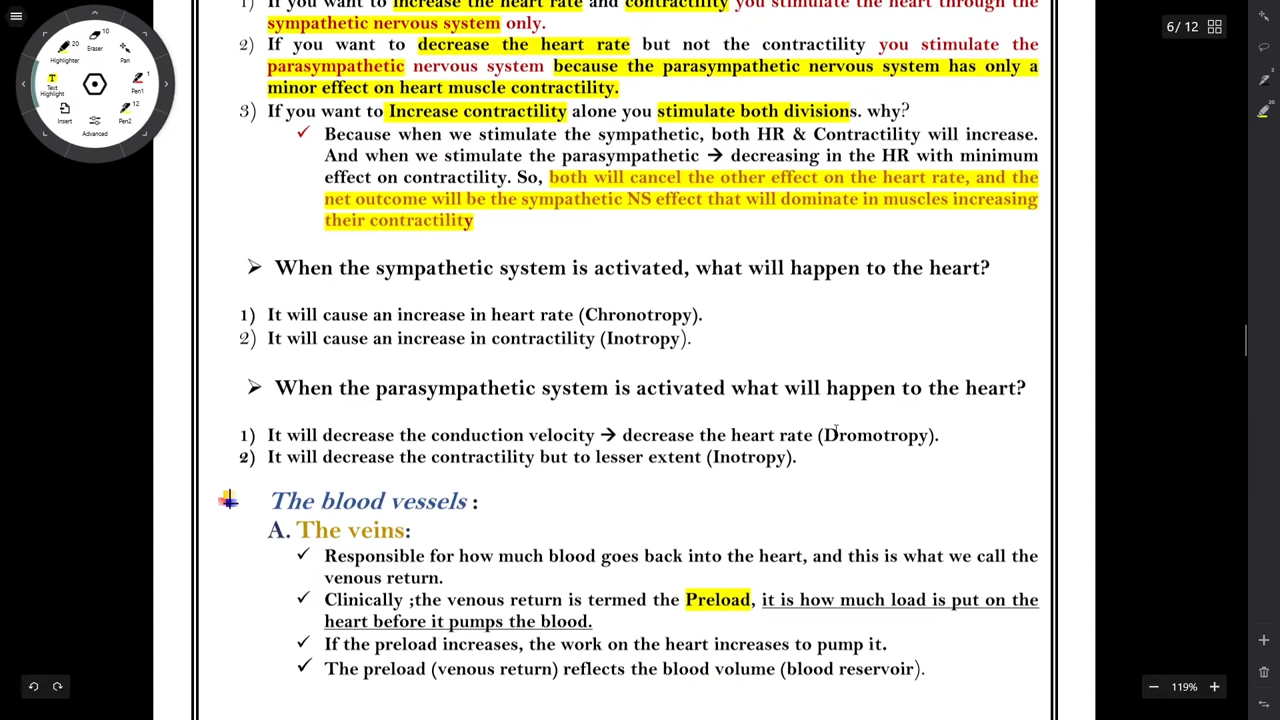 1) If you want to increase the heart rate and contractility you stimulate the heart through the
sympathetic nervous system only.
2) If you want to decrease the heart rate but not the contractility you stimulate the
parasympathetic nervous system because the parasympathetic nervous system has only a
minor effect on heart muscle contractility.
3) If you want to Increase contractility alone you stimulate both divisions. why?
✓ Because when we stimulate the sympathetic, both HR & Contractility will increase.
And when we stimulate the parasympathetic → decreasing in the HR with minimum
effect on contractility. So, both will cancel the other effect on the heart rate, and the
net outcome will be the sympathetic NS effect that will dominate in muscles increasing
their contractility
➢ When the sympathetic system is activated, what will happen to the heart?
1) It will cause an increase in heart rate (Chronotropy).
2) It will cause an increase in contractility (Inotropy).
➢ When the parasympathetic system is activated what will happen to the heart?
1) It will decrease the conduction velocity → decrease the heart rate (Dromotropy).
2) It will decrease the contractility but to lesser extent (Inotropy).
The blood vessels :
A. The veins:
✓ Responsible for how much blood goes back into the heart, and this is what we call the
venous return.
✓ Clinically ;the venous return is termed the Preload, it is how much load is put on the
heart before it pumps the blood.
✓ If the preload increases, the work on the heart increases to pump it.
✓ The preload (venous return) reflects the blood volume (blood reservoir).
6/12
Eraser 10
Highlighter 20
Pan
Text Highlight
Pen1 1
Insert
Pen2 12
Advanced
119%